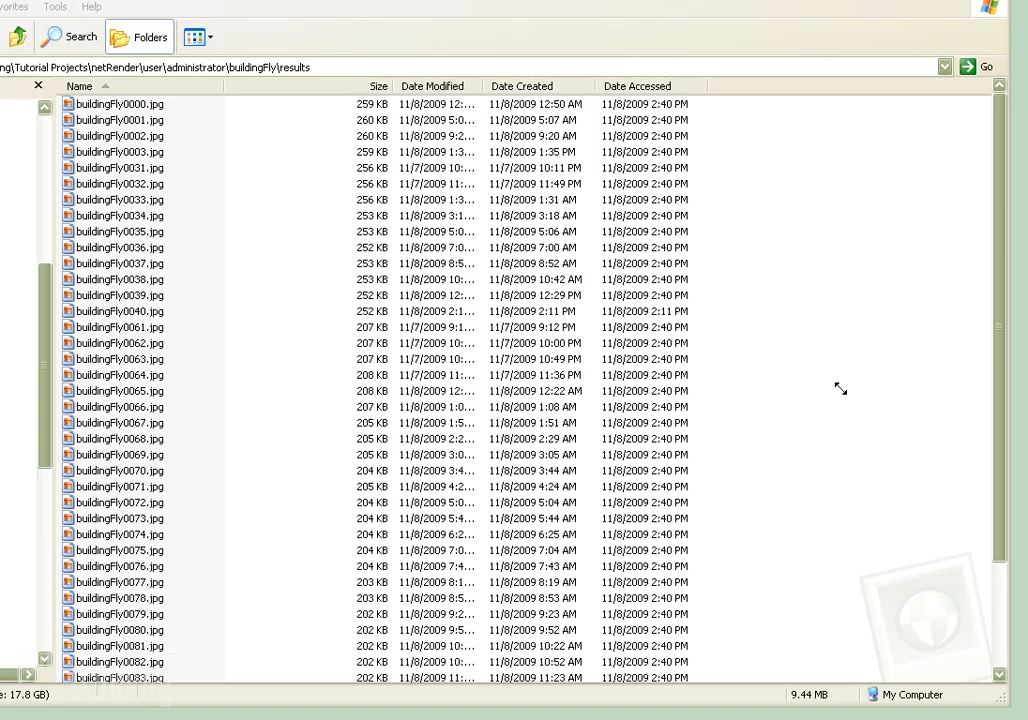 vorites Tools Help
Search Folders
ng\Tutorial Projects\netRender\user\administrator\buildingFly\results Go
Name Size Date Modified Date Created Date Accessed
buildingFly0000.jpg 259 KB 11/8/2009 12:... 11/8/2009 12:50 AM 11/8/2009 2:40 PM
buildingFly0001.jpg 260 KB 11/8/2009 5:0... 11/8/2009 5:07 AM 11/8/2009 2:40 PM
buildingFly0002.jpg 260 KB 11/8/2009 9:2... 11/8/2009 9:20 AM 11/8/2009 2:40 PM
buildingFly0003.jpg 259 KB 11/8/2009 1:3... 11/8/2009 1:35 PM 11/8/2009 2:40 PM
buildingFly0031.jpg 256 KB 11/7/2009 10:... 11/7/2009 10:11 PM 11/8/2009 2:40 PM
buildingFly0032.jpg 256 KB 11/7/2009 11:... 11/7/2009 11:49 PM 11/8/2009 2:40 PM
buildingFly0033.jpg 256 KB 11/8/2009 1:3... 11/8/2009 1:31 AM 11/8/2009 2:40 PM
buildingFly0034.jpg 253 KB 11/8/2009 3:1... 11/8/2009 3:18 AM 11/8/2009 2:40 PM
buildingFly0035.jpg 253 KB 11/8/2009 5:0... 11/8/2009 5:06 AM 11/8/2009 2:40 PM
buildingFly0036.jpg 252 KB 11/8/2009 7:0... 11/8/2009 7:00 AM 11/8/2009 2:40 PM
buildingFly0037.jpg 253 KB 11/8/2009 8:5... 11/8/2009 8:52 AM 11/8/2009 2:40 PM
buildingFly0038.jpg 253 KB 11/8/2009 10:... 11/8/2009 10:42 AM 11/8/2009 2:40 PM
buildingFly0039.jpg 252 KB 11/8/2009 12:... 11/8/2009 12:29 PM 11/8/2009 2:40 PM
buildingFly0040.jpg 252 KB 11/8/2009 2:1... 11/8/2009 2:11 PM 11/8/2009 2:11 PM
buildingFly0061.jpg 207 KB 11/7/2009 9:1... 11/7/2009 9:12 PM 11/8/2009 2:40 PM
buildingFly0062.jpg 207 KB 11/7/2009 10:... 11/7/2009 10:00 PM 11/8/2009 2:40 PM
buildingFly0063.jpg 207 KB 11/7/2009 10:... 11/7/2009 10:49 PM 11/8/2009 2:40 PM
buildingFly0064.jpg 208 KB 11/7/2009 11:... 11/7/2009 11:36 PM 11/8/2009 2:40 PM
buildingFly0065.jpg 208 KB 11/8/2009 12:... 11/8/2009 12:22 AM 11/8/2009 2:40 PM
buildingFly0066.jpg 207 KB 11/8/2009 1:0... 11/8/2009 1:08 AM 11/8/2009 2:40 PM
buildingFly0067.jpg 205 KB 11/8/2009 1:5... 11/8/2009 1:51 AM 11/8/2009 2:40 PM
buildingFly0068.jpg 205 KB 11/8/2009 2:2... 11/8/2009 2:29 AM 11/8/2009 2:40 PM
buildingFly0069.jpg 205 KB 11/8/2009 3:0... 11/8/2009 3:05 AM 11/8/2009 2:40 PM
buildingFly0070.jpg 204 KB 11/8/2009 3:4... 11/8/2009 3:44 AM 11/8/2009 2:40 PM
buildingFly0071.jpg 205 KB 11/8/2009 4:2... 11/8/2009 4:24 AM 11/8/2009 2:40 PM
buildingFly0072.jpg 204 KB 11/8/2009 5:0... 11/8/2009 5:04 AM 11/8/2009 2:40 PM
buildingFly0073.jpg 204 KB 11/8/2009 5:4... 11/8/2009 5:44 AM 11/8/2009 2:40 PM
buildingFly0074.jpg 204 KB 11/8/2009 6:2... 11/8/2009 6:25 AM 11/8/2009 2:40 PM
buildingFly0075.jpg 204 KB 11/8/2009 7:0... 11/8/2009 7:04 AM 11/8/2009 2:40 PM
buildingFly0076.jpg 204 KB 11/8/2009 7:4... 11/8/2009 7:43 AM 11/8/2009 2:40 PM
buildingFly0077.jpg 203 KB 11/8/2009 8:1... 11/8/2009 8:19 AM 11/8/2009 2:40 PM
buildingFly0078.jpg 203 KB 11/8/2009 8:5... 11/8/2009 8:53 AM 11/8/2009 2:40 PM
buildingFly0079.jpg 202 KB 11/8/2009 9:2... 11/8/2009 9:23 AM 11/8/2009 2:40 PM
buildingFly0080.jpg 202 KB 11/8/2009 9:5... 11/8/2009 9:52 AM 11/8/2009 2:40 PM
buildingFly0081.jpg 202 KB 11/8/2009 10:... 11/8/2009 10:22 AM 11/8/2009 2:40 PM
buildingFly0082.jpg 202 KB 11/8/2009 10:... 11/8/2009 10:52 AM 11/8/2009 2:40 PM
buildingFly0083.jpg 202 KB 11/8/2009 11:... 11/8/2009 11:23 AM 11/8/2009 2:40 PM
e: 17.8 GB) 9.44 MB My Computer